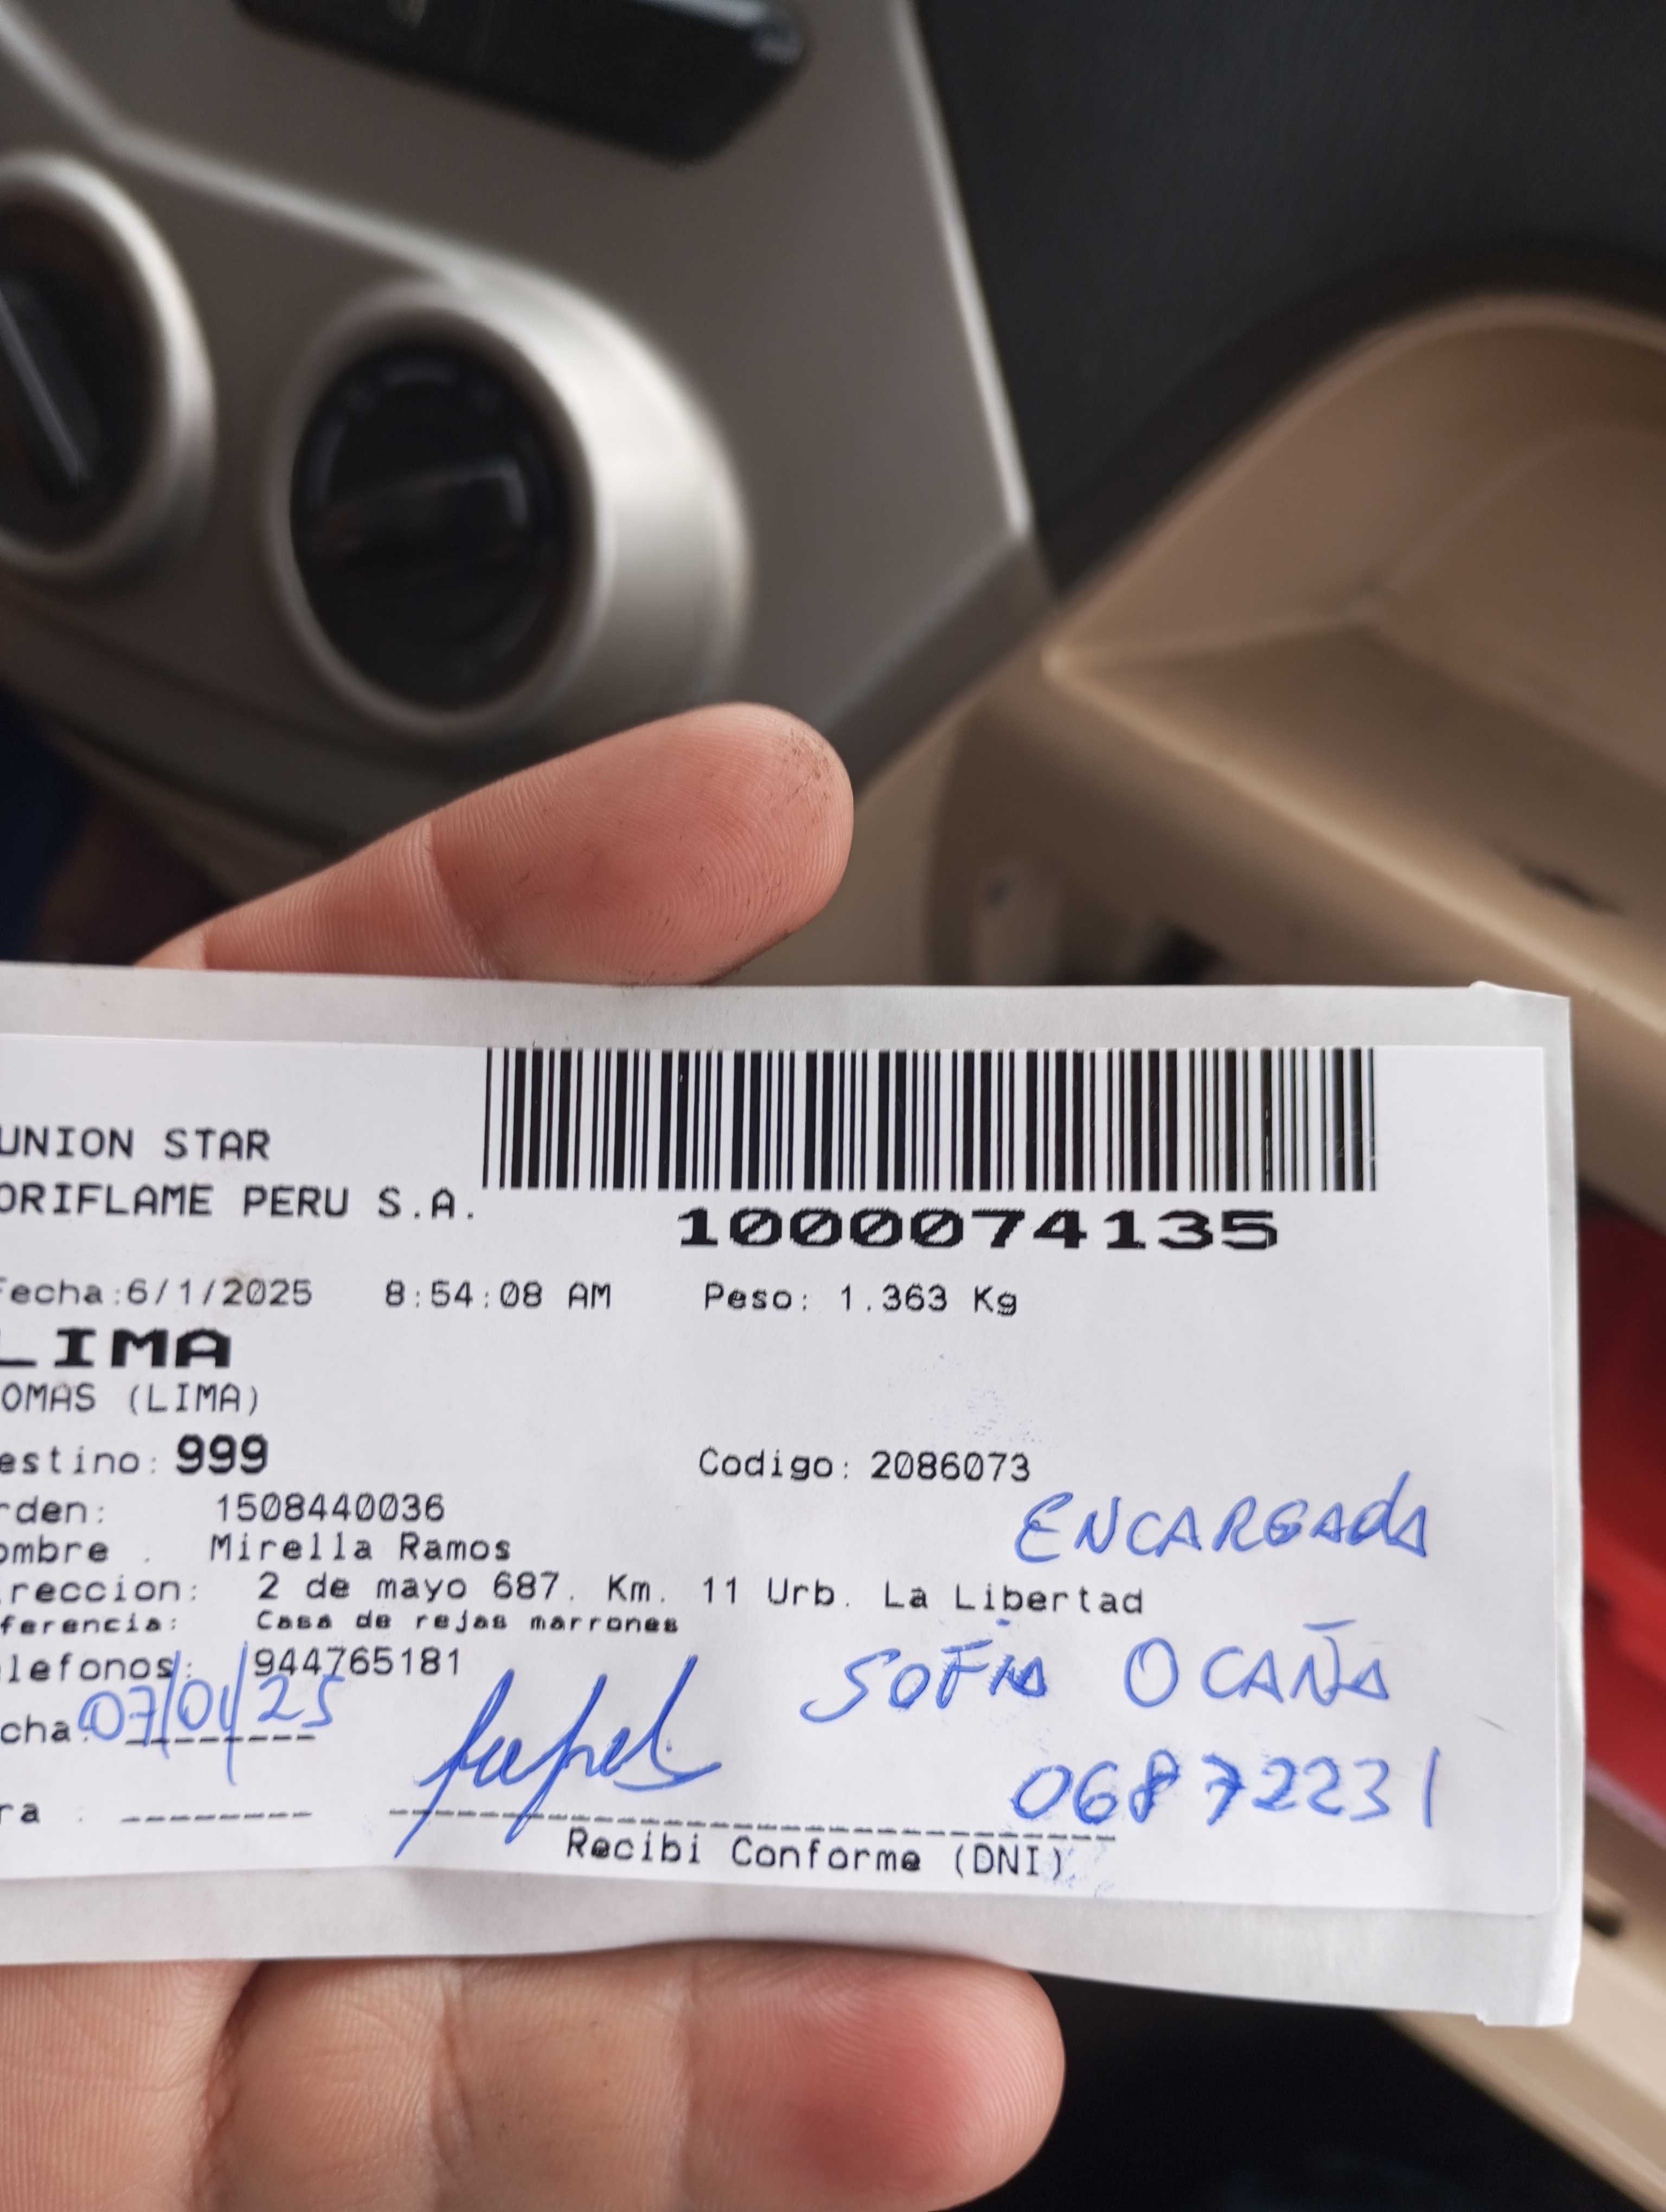 UNION STAR
ORIFLAME PERU S.A.
1000074135
Fecha:6/1/2025 8:54:08 AM Peso: 1.363 Kg
LIMA
OMAS (LIMA)
estino: 999 Codigo: 2086073
rden: 1508440036
ENCARGADA
ombre . Mirella Ramos
reccion: 2 de mayo 687. Km. 11 Urb. La Libertad
ferencia: Casa de rejas marrones
lefonos: 944765181
SOFIA OCAÑA
cha: 07/01/25
06872231
ra :
Recibi Conforme (DNI)